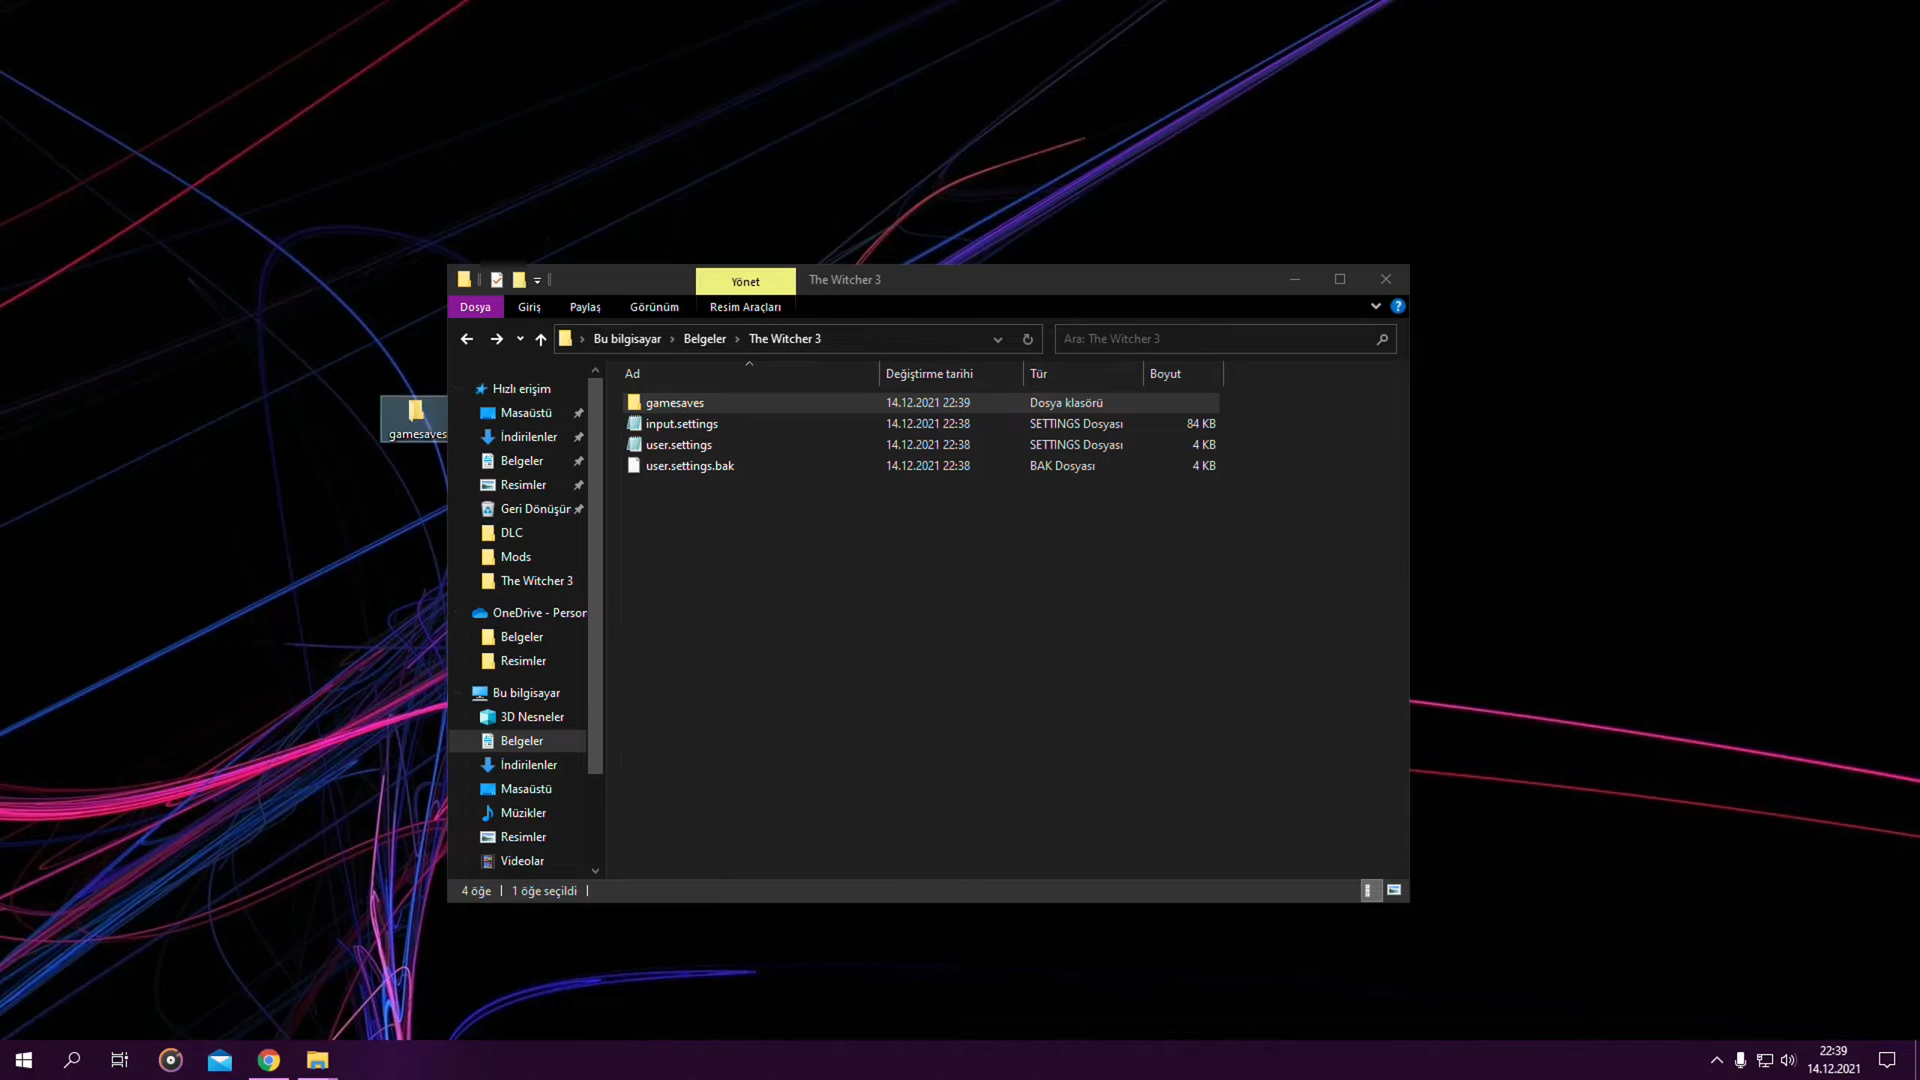 gamesaves
Yönet
The Witcher 3
Dosya
Giriş
Paylaş
Görünüm
Resim Araçları
Bu bilgisayar
Belgeler
The Witcher 3
Ara: The Witcher 3
Ad
Değiştirme tarihi
Tür
Boyut
gamesaves 14.12.2021 22:39 Dosya klasörü
input.settings 14.12.2021 22:38 SETTINGS Dosyası 84 KB
user.settings 14.12.2021 22:38 SETTINGS Dosyası 4 KB
user.settings.bak 14.12.2021 22:38 BAK Dosyası 4 KB
Hızlı erişim
Masaüstü
İndirilenler
Belgeler
Resimler
Geri Dönüşür
DLC
Mods
The Witcher 3
OneDrive - Person
Belgeler
Resimler
Bu bilgisayar
3D Nesneler
Belgeler
İndirilenler
Masaüstü
Müzikler
Resimler
Videolar
4 öğe
1 öğe seçildi
22:39
14.12.2021